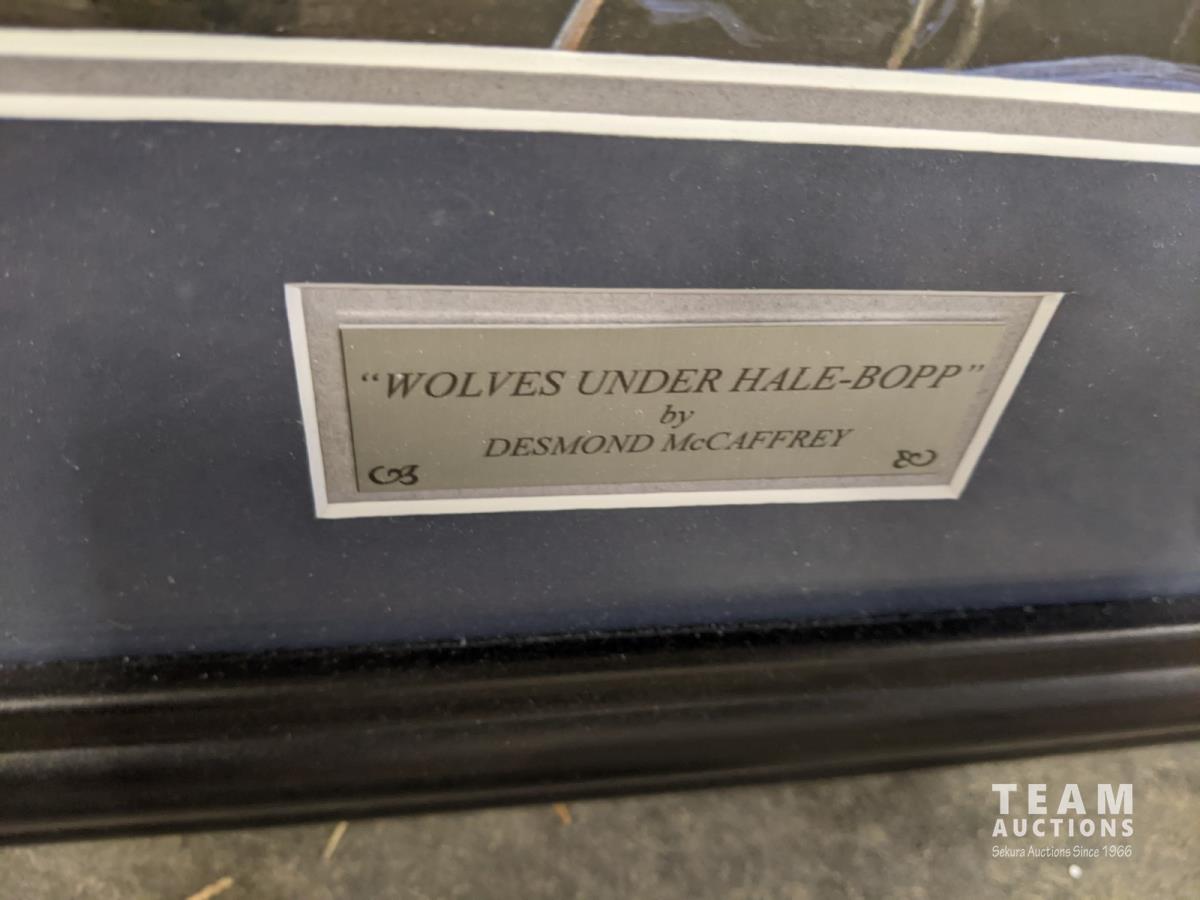 “WOLVES UNDER HALE-BOPP”
by
DESMOND McCAFFREY
TEAM
AUCTIONS
Sekura Auctions Since 1966